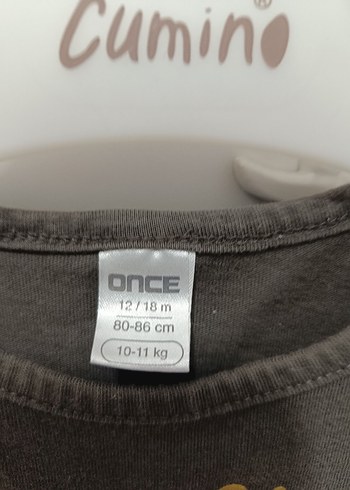 Cumino®
ONCE
12 / 18 m
80-86 cm
10-11 kg